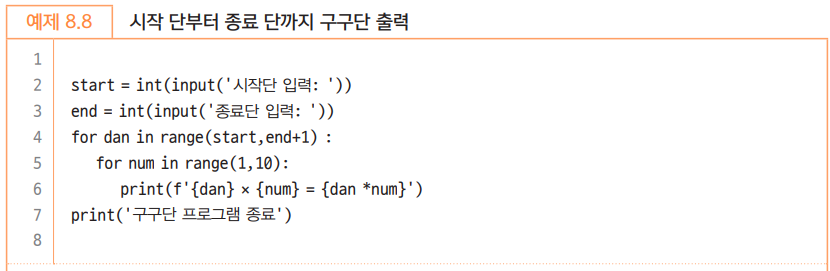 예제 8.8 시작 단부터 종료 단까지 구구단 출력
1
2 start = int(input('시작단 입력: '))
3 end = int(input('종료단 입력: '))
4 for dan in range(start,end+1) :
5 for num in range(1,10):
6 print(f'{dan} × {num} = {dan *num}')
7 print('구구단 프로그램 종료')
8